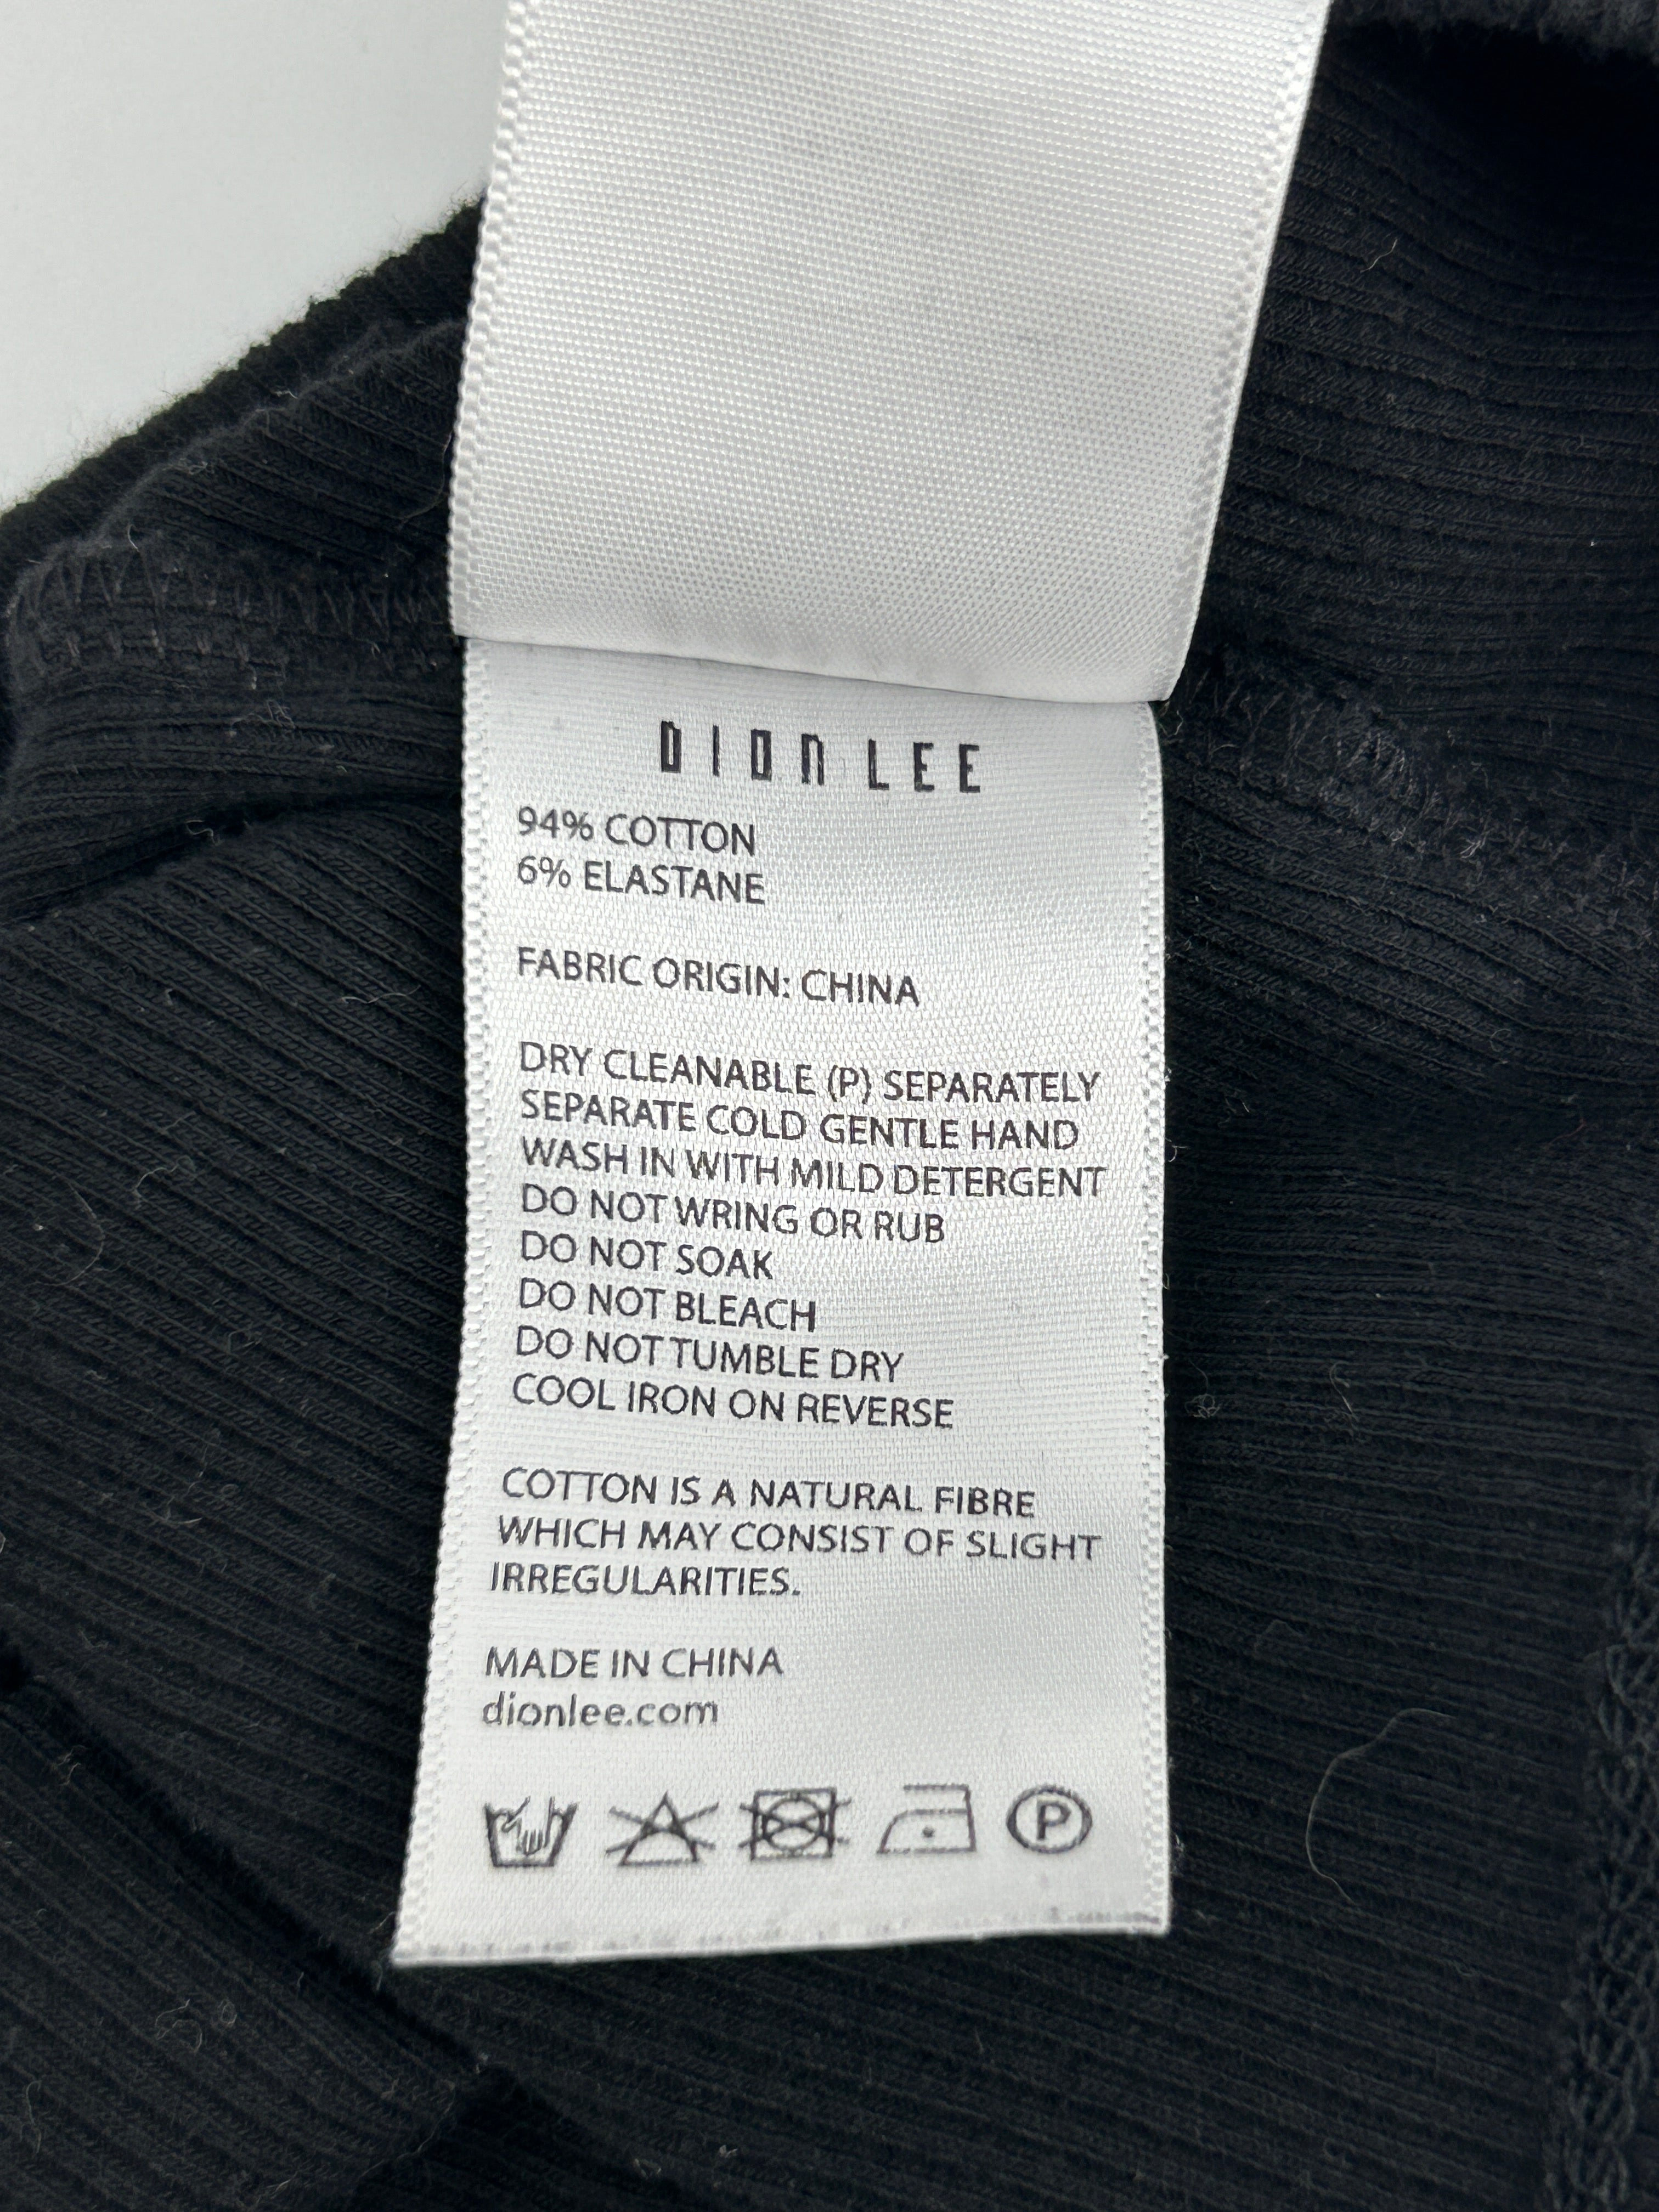 DION LEE
94% COTTON
6% ELASTANE
FABRIC ORIGIN: CHINA
DRY CLEANABLE (P) SEPARATELY
SEPARATE COLD GENTLE HAND
WASH IN WITH MILD DETERGENT
DO NOT WRING OR RUB
DO NOT SOAK
DO NOT BLEACH
DO NOT TUMBLE DRY
COOL IRON ON REVERSE
COTTON IS A NATURAL FIBRE
WHICH MAY CONSIST OF SLIGHT
IRREGULARITIES.
MADE IN CHINA
dionlee.com
P